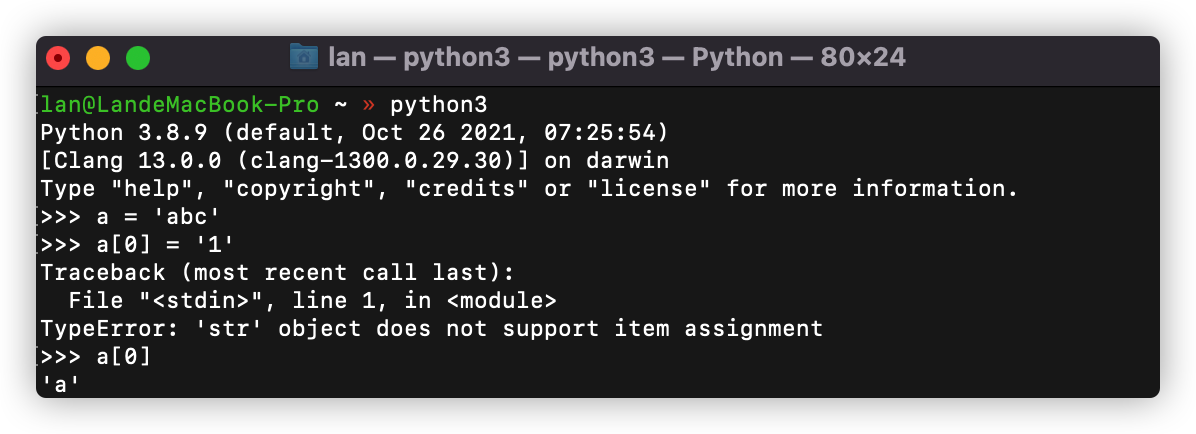 lan — python3 — python3 — Python — 80×24
lan@LandeMacBook-Pro ~ » python3
Python 3.8.9 (default, Oct 26 2021, 07:25:54)
[Clang 13.0.0 (clang-1300.0.29.30)] on darwin
Type "help", "copyright", "credits" or "license" for more information.
>>> a = 'abc'
>>> a[0] = '1'
Traceback (most recent call last):
  File "<stdin>", line 1, in <module>
TypeError: 'str' object does not support item assignment
>>> a[0]
'a'